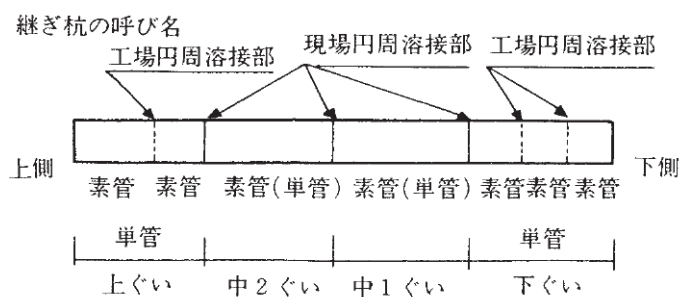 継ぎ杭の呼び名
工場円周溶接部 現場円周溶接部 工場円周溶接部
上側 下側
素管 素管 素管(単管) 素管(単管) 素管 素管 素管
単管 単管
上ぐい 中2ぐい 中1ぐい 下ぐい